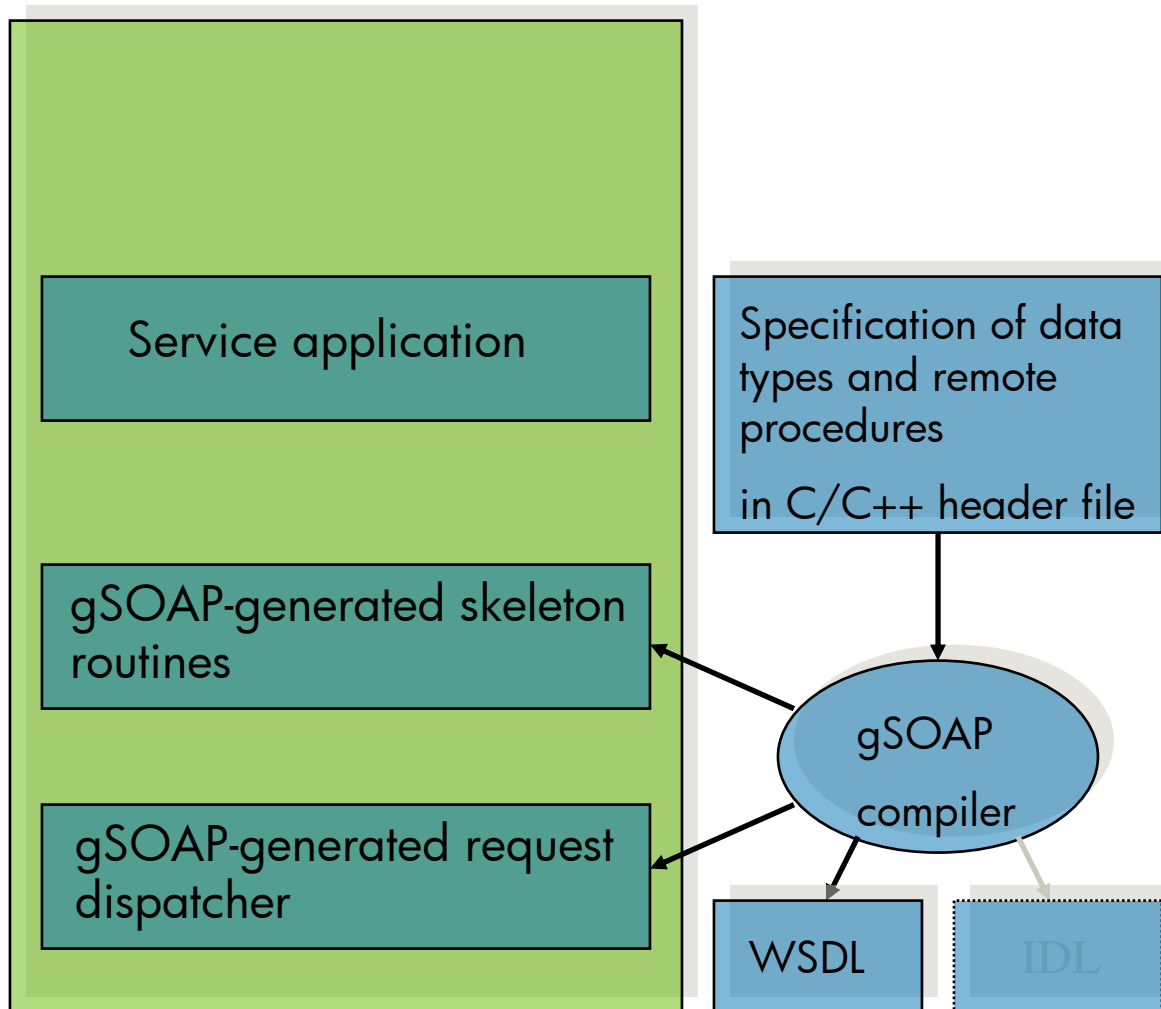 Service application
Specification of data
types and remote
procedures
in C/C++ header file
gSOAP-generated skeleton
routines
gSOAP
compiler
gSOAP-generated request
dispatcher
WSDL
IDL